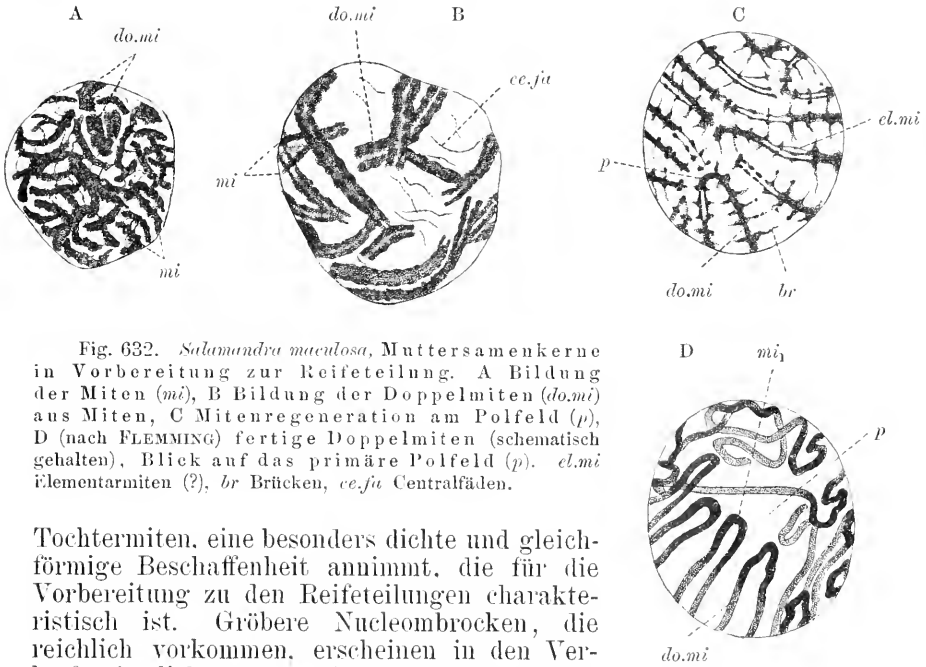 A
B
C
do.mi
do.mi
ce.fa
el.mi
p
mi
mi
do.mi
br
Fig. 632. Salamandra maculosa, Muttersamenkerne
in Vorbereitung zur Reifeteilung. A Bildung
der Miten (mi), B Bildung der Doppelmiten (do.mi)
aus Miten, C Mitenregeneration am Polfeld (p),
D (nach FLEMMING) fertige Doppelmiten (schematisch
gehalten), Blick auf das primäre Polfeld (p). el.mi
Elementarmiten (?), br Brücken, ce.fa Centralfäden.
D
mi₁
p
do.mi
Tochtermiten, eine besonders dichte und gleich-
förmige Beschaffenheit annimmt, die für die
Vorbereitung zu den Reifeteilungen charakte-
ristisch ist. Gröbere Nucleombrocken, die
reichlich vorkommen, erscheinen in den Ver-